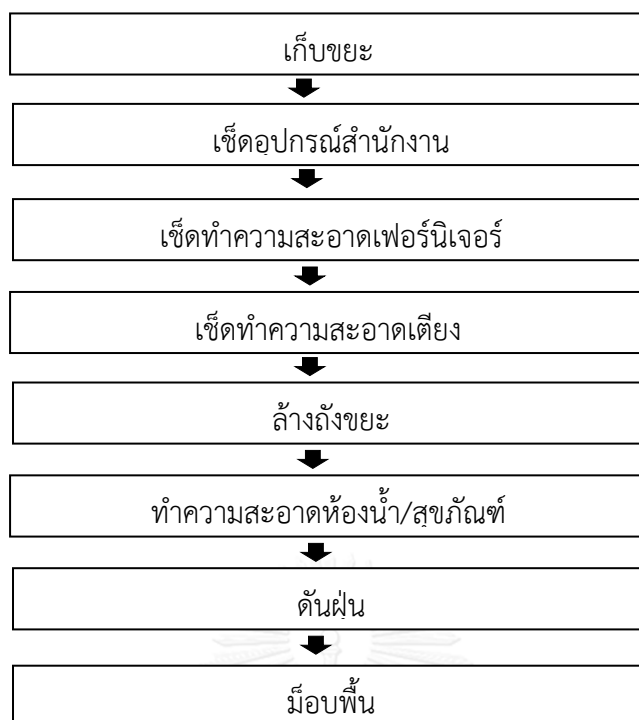 เก็บขยะ
เช็ดอุปกรณ์สำนักงาน
เช็ดทำความสะอาดเฟอร์นิเจอร์
เช็ดทำความสะอาดเตียง
ล้างถังขยะ
ทำความสะอาดห้องน้ำ/สุขภัณฑ์
ดันฝุ่น
ม็อบพื้น